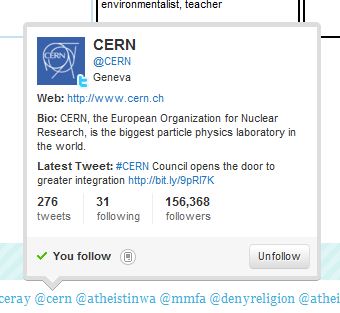 environmentalist, teacher
CERN
CERN
@CERN
Geneva
Web: http://www.cern.ch
Bio: CERN, the European Organization for Nuclear
Research, is the biggest particle physics laboratory in
the world.
Latest Tweet: #CERN Council opens the door to
greater integration http://bit.ly/9pRl7K
276 31 156,368
tweets following followers
You follow Unfollow
ceray @cern @atheistinwa @mmfa @denyreligion @athei